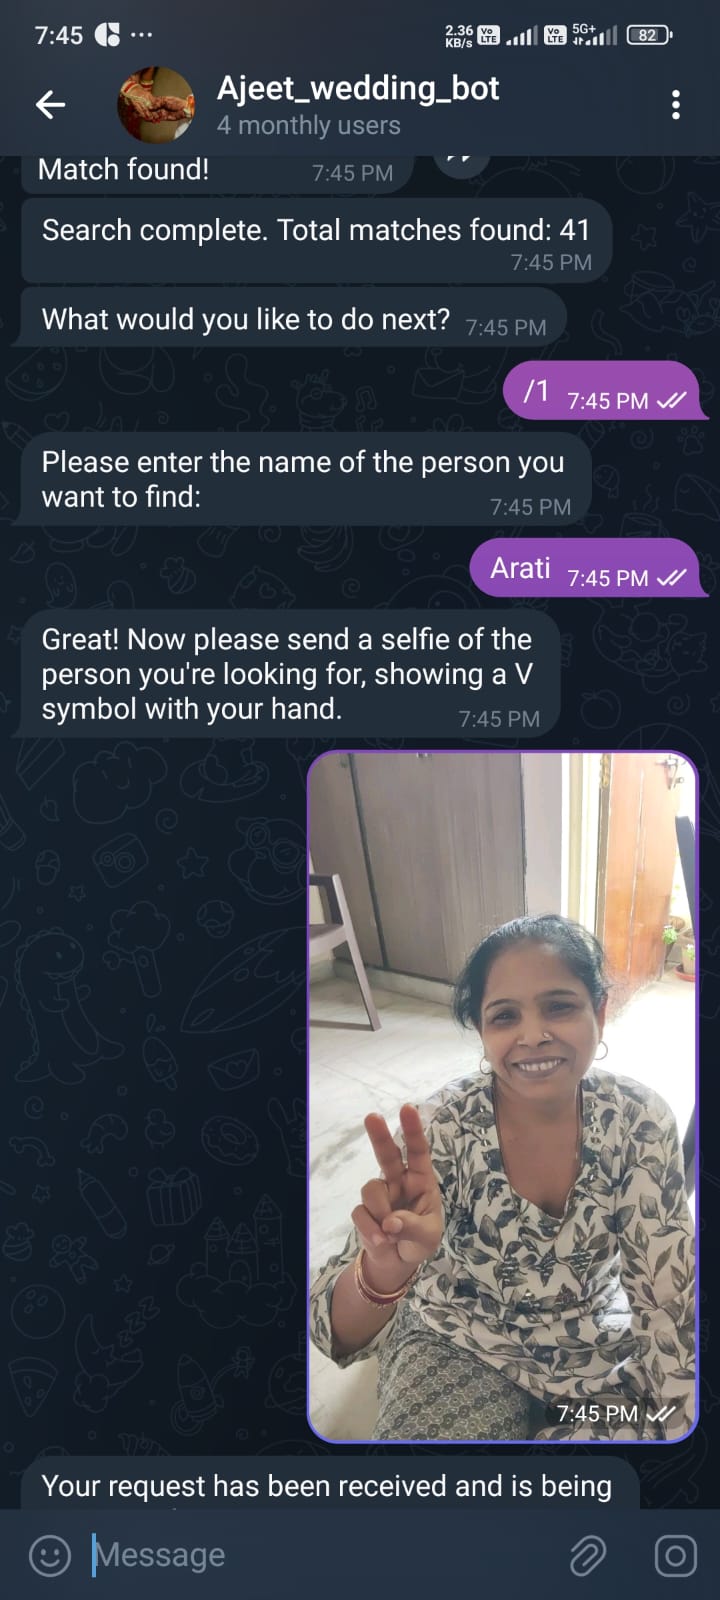 7:45
2.36
KB/s
Vo
LTE
Vo
LTE
5G+
82
Ajeet_wedding_bot
4 monthly users
Match found!
7:45 PM
Search complete. Total matches found: 41
7:45 PM
What would you like to do next? 7:45 PM
/1 7:45 PM
Please enter the name of the person you
want to find:
7:45 PM
Arati 7:45 PM
Great! Now please send a selfie of the
person you're looking for, showing a V
symbol with your hand.
7:45 PM
7:45 PM
Your request has been received and is being
Message